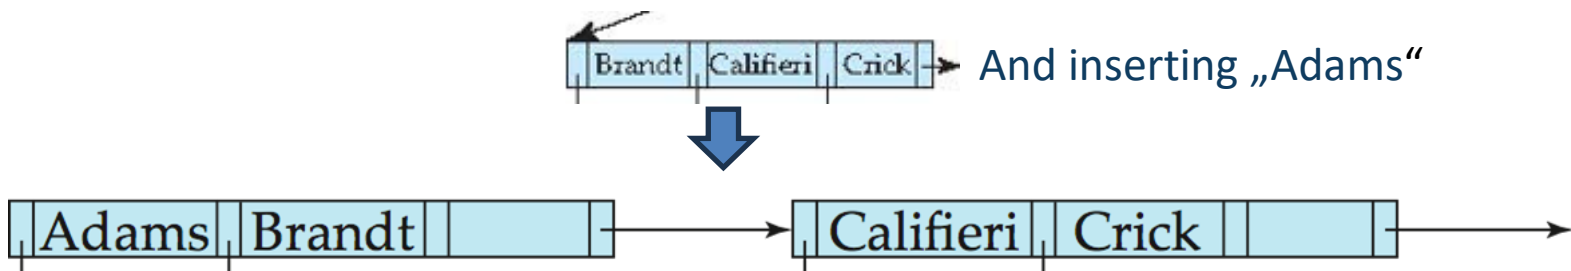 Brandt Califieri Crick And inserting „Adams“
Adams Brandt Califieri Crick